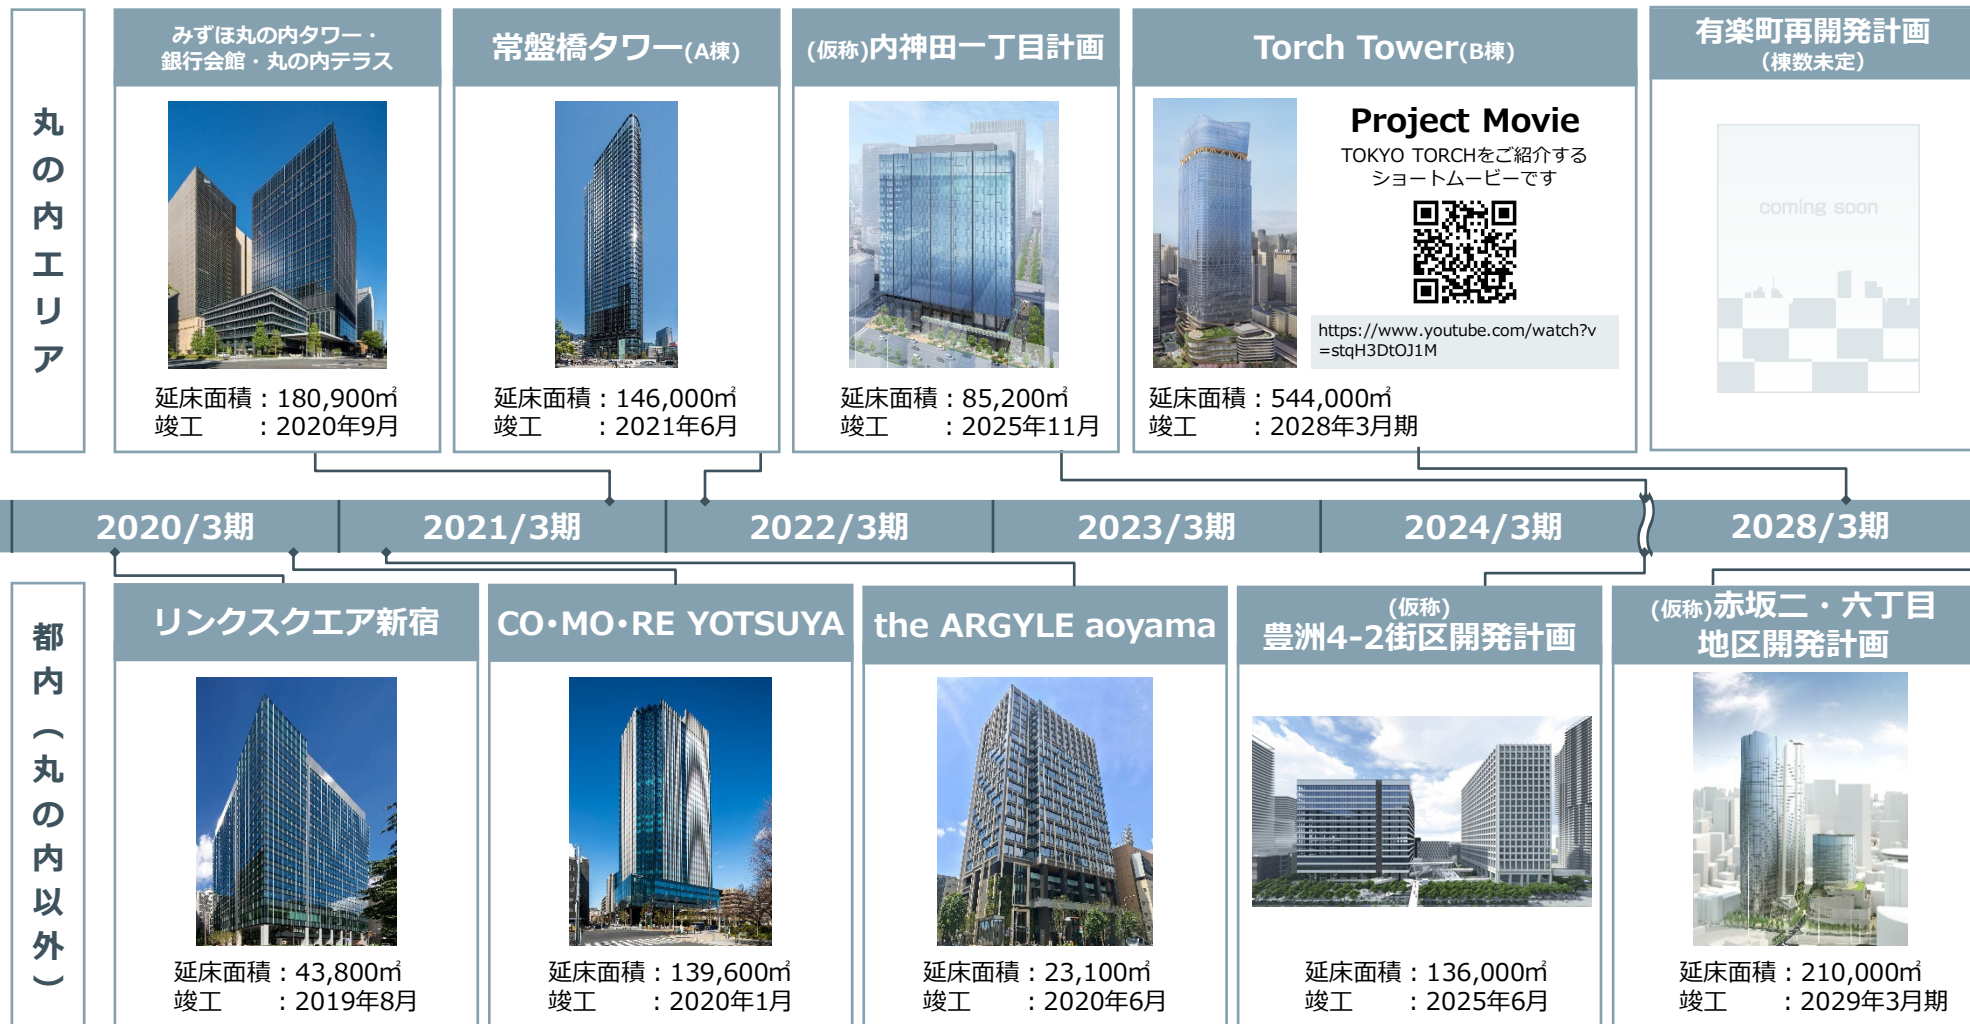 丸の内エリア
みずほ丸の内タワー・
銀行会館・丸の内テラス
延床面積：180,900㎡
竣工　　：2020年9月
常盤橋タワー(A棟)
延床面積：146,000㎡
竣工　　：2021年6月
(仮称)内神田一丁目計画
延床面積：85,200㎡
竣工　　：2025年11月
Torch Tower(B棟)
Project Movie
TOKYO TORCHをご紹介する
ショートムービーです
https://www.youtube.com/watch?v
=stqH3DtOJ1M
延床面積：544,000㎡
竣工　　：2028年3月期
有楽町再開発計画
（棟数未定）
coming soon
2020/3期
2021/3期
2022/3期
2023/3期
2024/3期
2028/3期
都内（丸の内以外）
リンクスクエア新宿
延床面積：43,800㎡
竣工　　：2019年8月
CO・MO・RE YOTSUYA
延床面積：139,600㎡
竣工　　：2020年1月
the ARGYLE aoyama
延床面積：23,100㎡
竣工　　：2020年6月
(仮称)
豊洲4-2街区開発計画
延床面積：136,000㎡
竣工　　：2025年6月
(仮称)赤坂二・六丁目
地区開発計画
延床面積：210,000㎡
竣工　　：2029年3月期